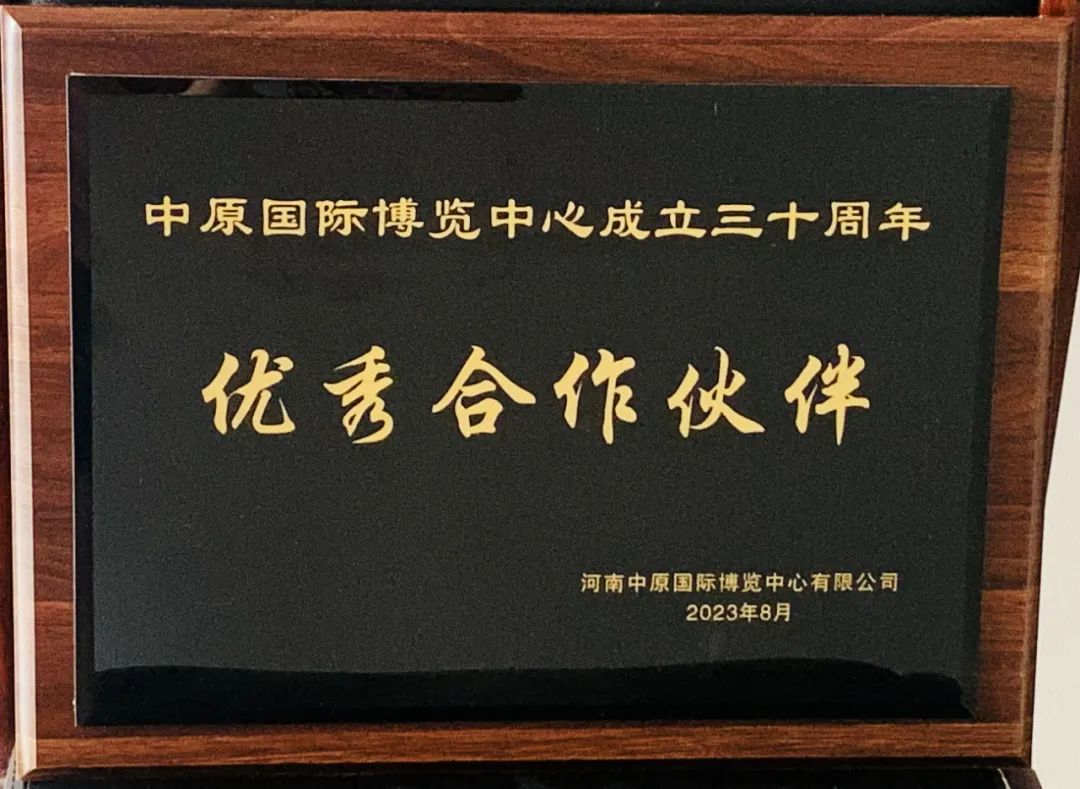 中原国际博览中心成立三十周年
优秀合作伙伴
河南中原国际博览中心有限公司
2023年8月